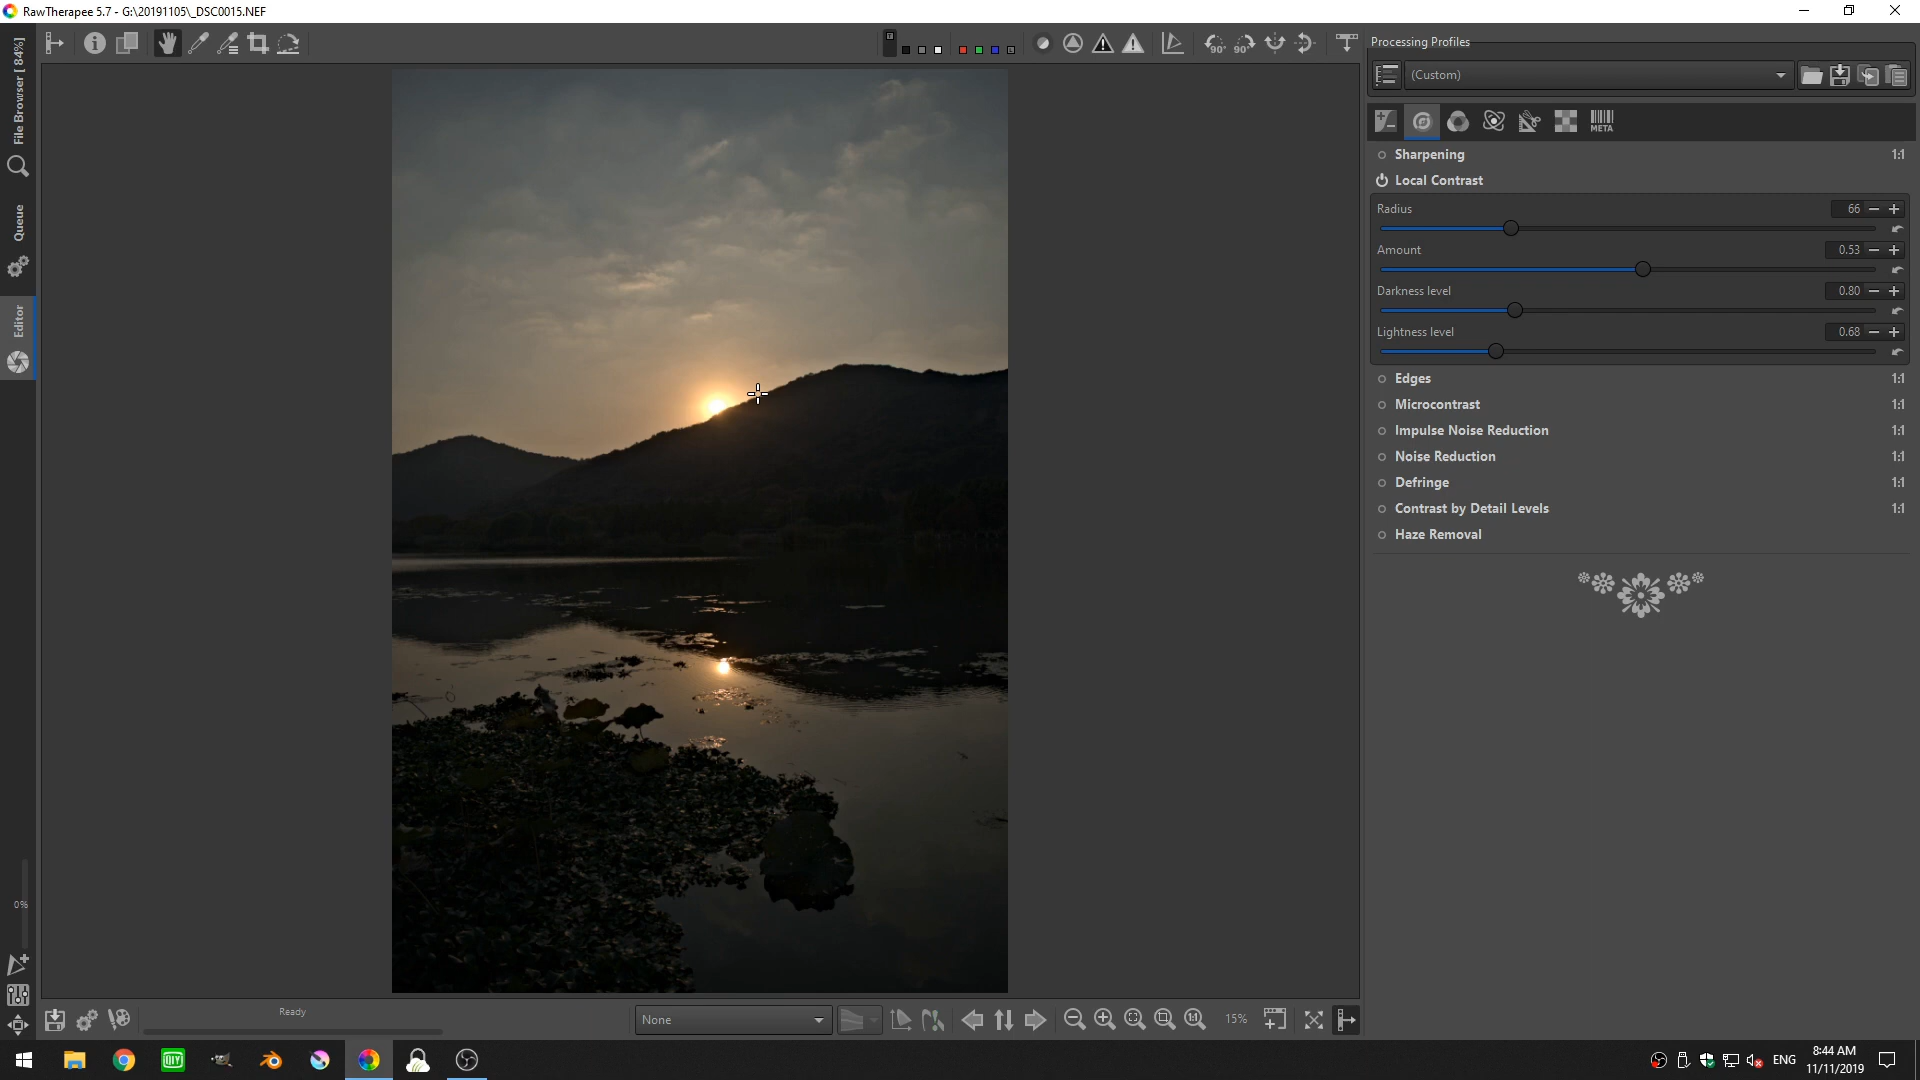 RawTherapee 5.7 - G:\20191105\_DSC0015.NEF
File Browser [ 84%]
Queue
Editor
0%
90°
90°
Processing Profiles
(Custom)
META
Sharpening
1:1
Local Contrast
Radius
66
Amount
0.53
Darkness level
0.80
Lightness level
0.68
Edges
1:1
Microcontrast
1:1
Impulse Noise Reduction
1:1
Noise Reduction
1:1
Defringe
1:1
Contrast by Detail Levels
1:1
Haze Removal
Ready
None
15%
QIY
ENG
8:44 AM
11/11/2019